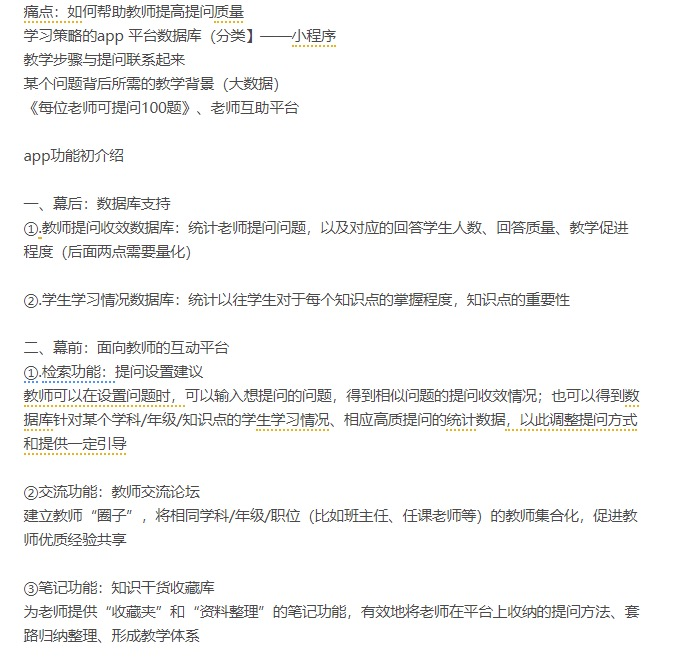 痛点：如何帮助教师提高提问质量
学习策略的app 平台数据库（分类】——小程序
教学步骤与提问联系起来
某个问题背后所需的教学背景（大数据）
《每位老师可提问100题》、老师互助平台
app功能初介绍
一、幕后：数据库支持
①.教师提问收效数据库：统计老师提问问题，以及对应的回答学生人数、回答质量、教学促进
程度（后面两点需要量化）
②.学生学习情况数据库：统计以往学生对于每个知识点的掌握程度，知识点的重要性
二、幕前：面向教师的互动平台
①.检索功能：提问设置建议
教师可以在设置问题时，可以输入想提问的问题，得到相似问题的提问收效情况；也可以得到数
据库针对某个学科/年级/知识点的学生学习情况、相应高质提问的统计数据，以此调整提问方式
和提供一定引导
②交流功能：教师交流论坛
建立教师“圈子”，将相同学科/年级/职位（比如班主任、任课老师等）的教师集合化，促进教
师优质经验共享
③笔记功能：知识干货收藏库
为老师提供“收藏夹”和“资料整理”的笔记功能，有效地将老师在平台上收纳的提问方法、套
路归纳整理、形成教学体系